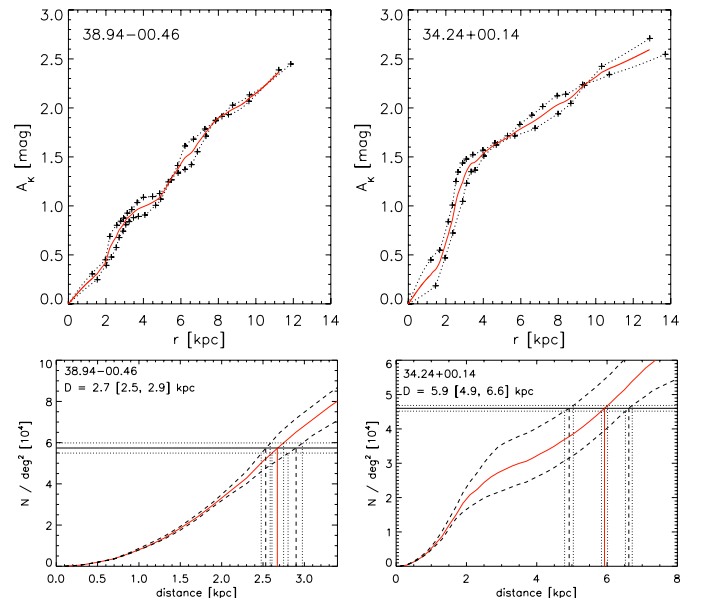 38.94−00.46
3.0
2.5
2.0
1.5
1.0
0.5
0.0
A_K [mag]
0 2 4 6 8 10 12 14
r [kpc]
34.24+00.14
3.0
2.5
2.0
1.5
1.0
0.5
0.0
A_K [mag]
0 2 4 6 8 10 12 14
r [kpc]
38.94−00.46
D = 2.7 [2.5, 2.9] kpc
10
8
6
4
2
0
N / deg² [10⁴]
0.0 0.5 1.0 1.5 2.0 2.5 3.0
distance [kpc]
34.24+00.14
D = 5.9 [4.9, 6.6] kpc
6
5
4
3
2
1
0
N / deg² [10⁴]
0 2 4 6 8
distance [kpc]